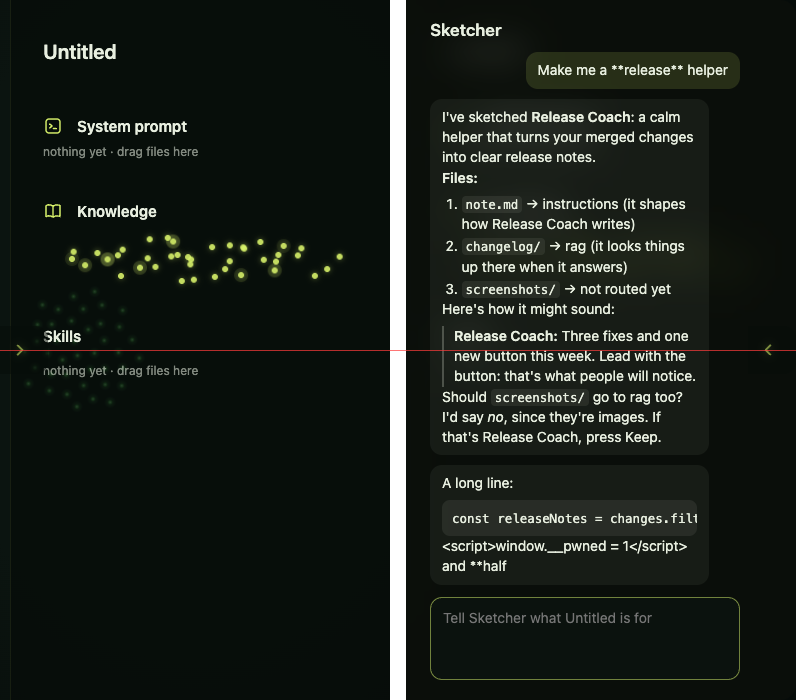 Untitled
System prompt
nothing yet · drag files here
Knowledge
Skills
nothing yet · drag files here
Sketcher
Make me a **release** helper
I've sketched Release Coach: a calm
helper that turns your merged changes
into clear release notes.
Files:
1. note.md → instructions (it shapes
how Release Coach writes)
2. changelog/ → rag (it looks things
up there when it answers)
3. screenshots/ → not routed yet
Here's how it might sound:
Release Coach: Three fixes and one
new button this week. Lead with the
button: that's what people will notice.
Should screenshots/ go to rag too?
I'd say no, since they're images. If
that's Release Coach, press Keep.
A long line:
const releaseNotes = changes.filt
<script>window.__pwned = 1</script>
and **half
Tell Sketcher what Untitled is for